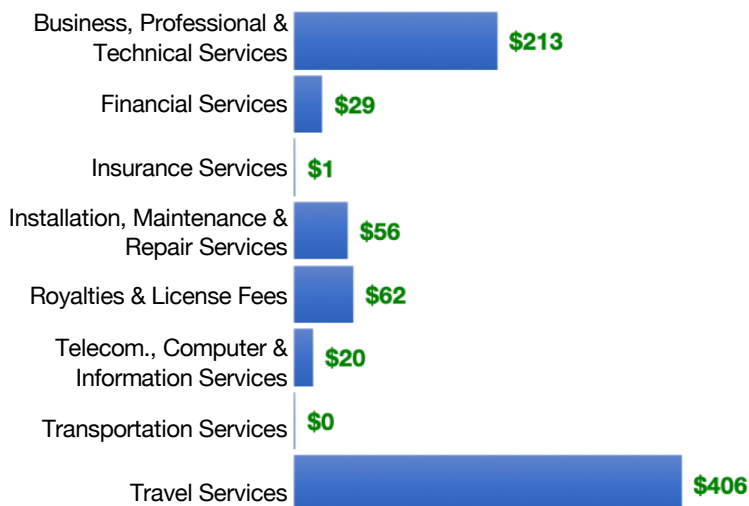 Business, Professional &
Technical Services
$213
Financial Services
$29
Insurance Services
$1
Installation, Maintenance &
Repair Services
$56
Royalties & License Fees
$62
Telecom., Computer &
Information Services
$20
Transportation Services
$0
Travel Services
$406